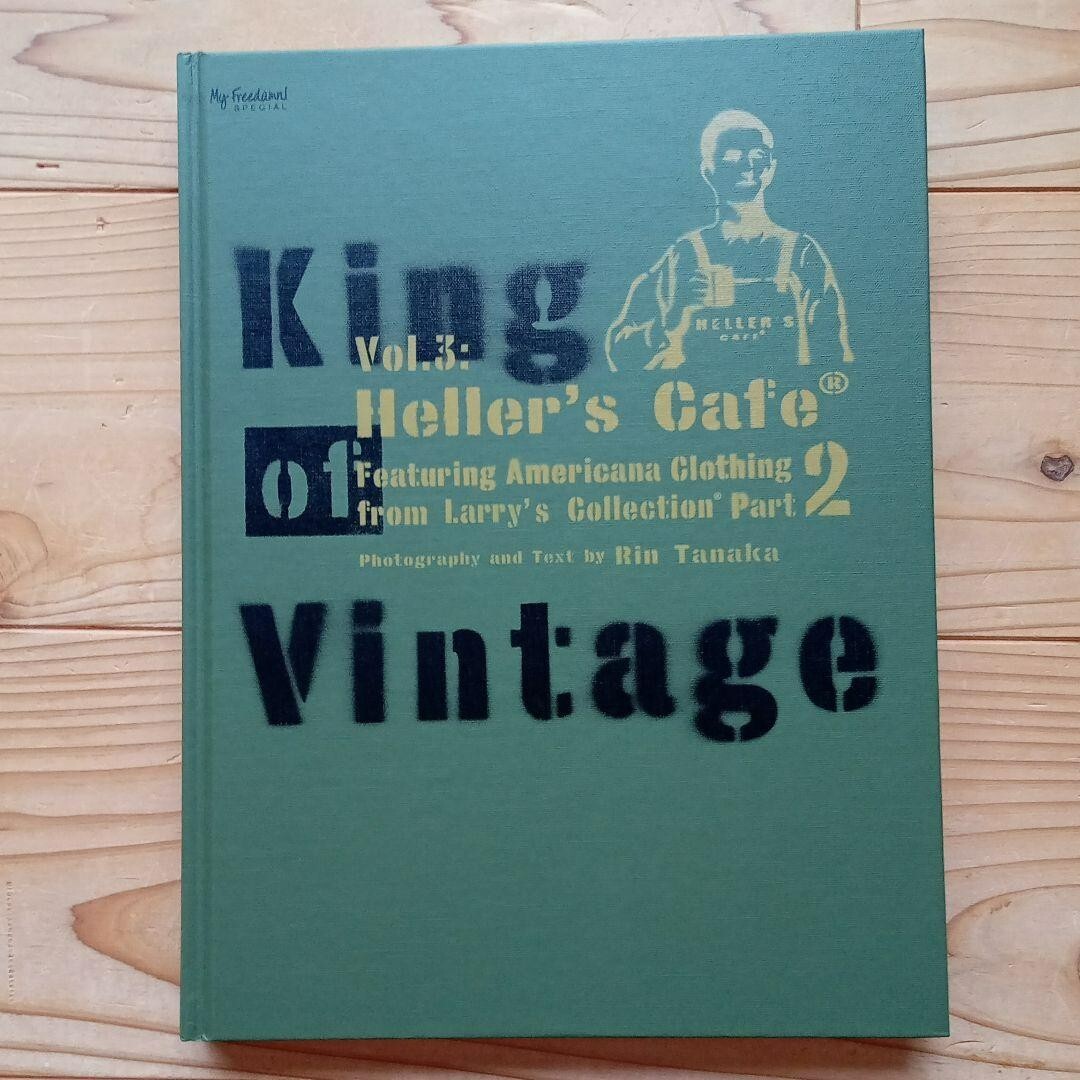 My Freedamn!
SPECIAL
King
Vol.3:
Heller's Cafe®
of
Featuring Americana Clothing
from Larry's Collection® Part 2
Photography and Text by Rin Tanaka
Vintage
HELLER'S
CAFE®